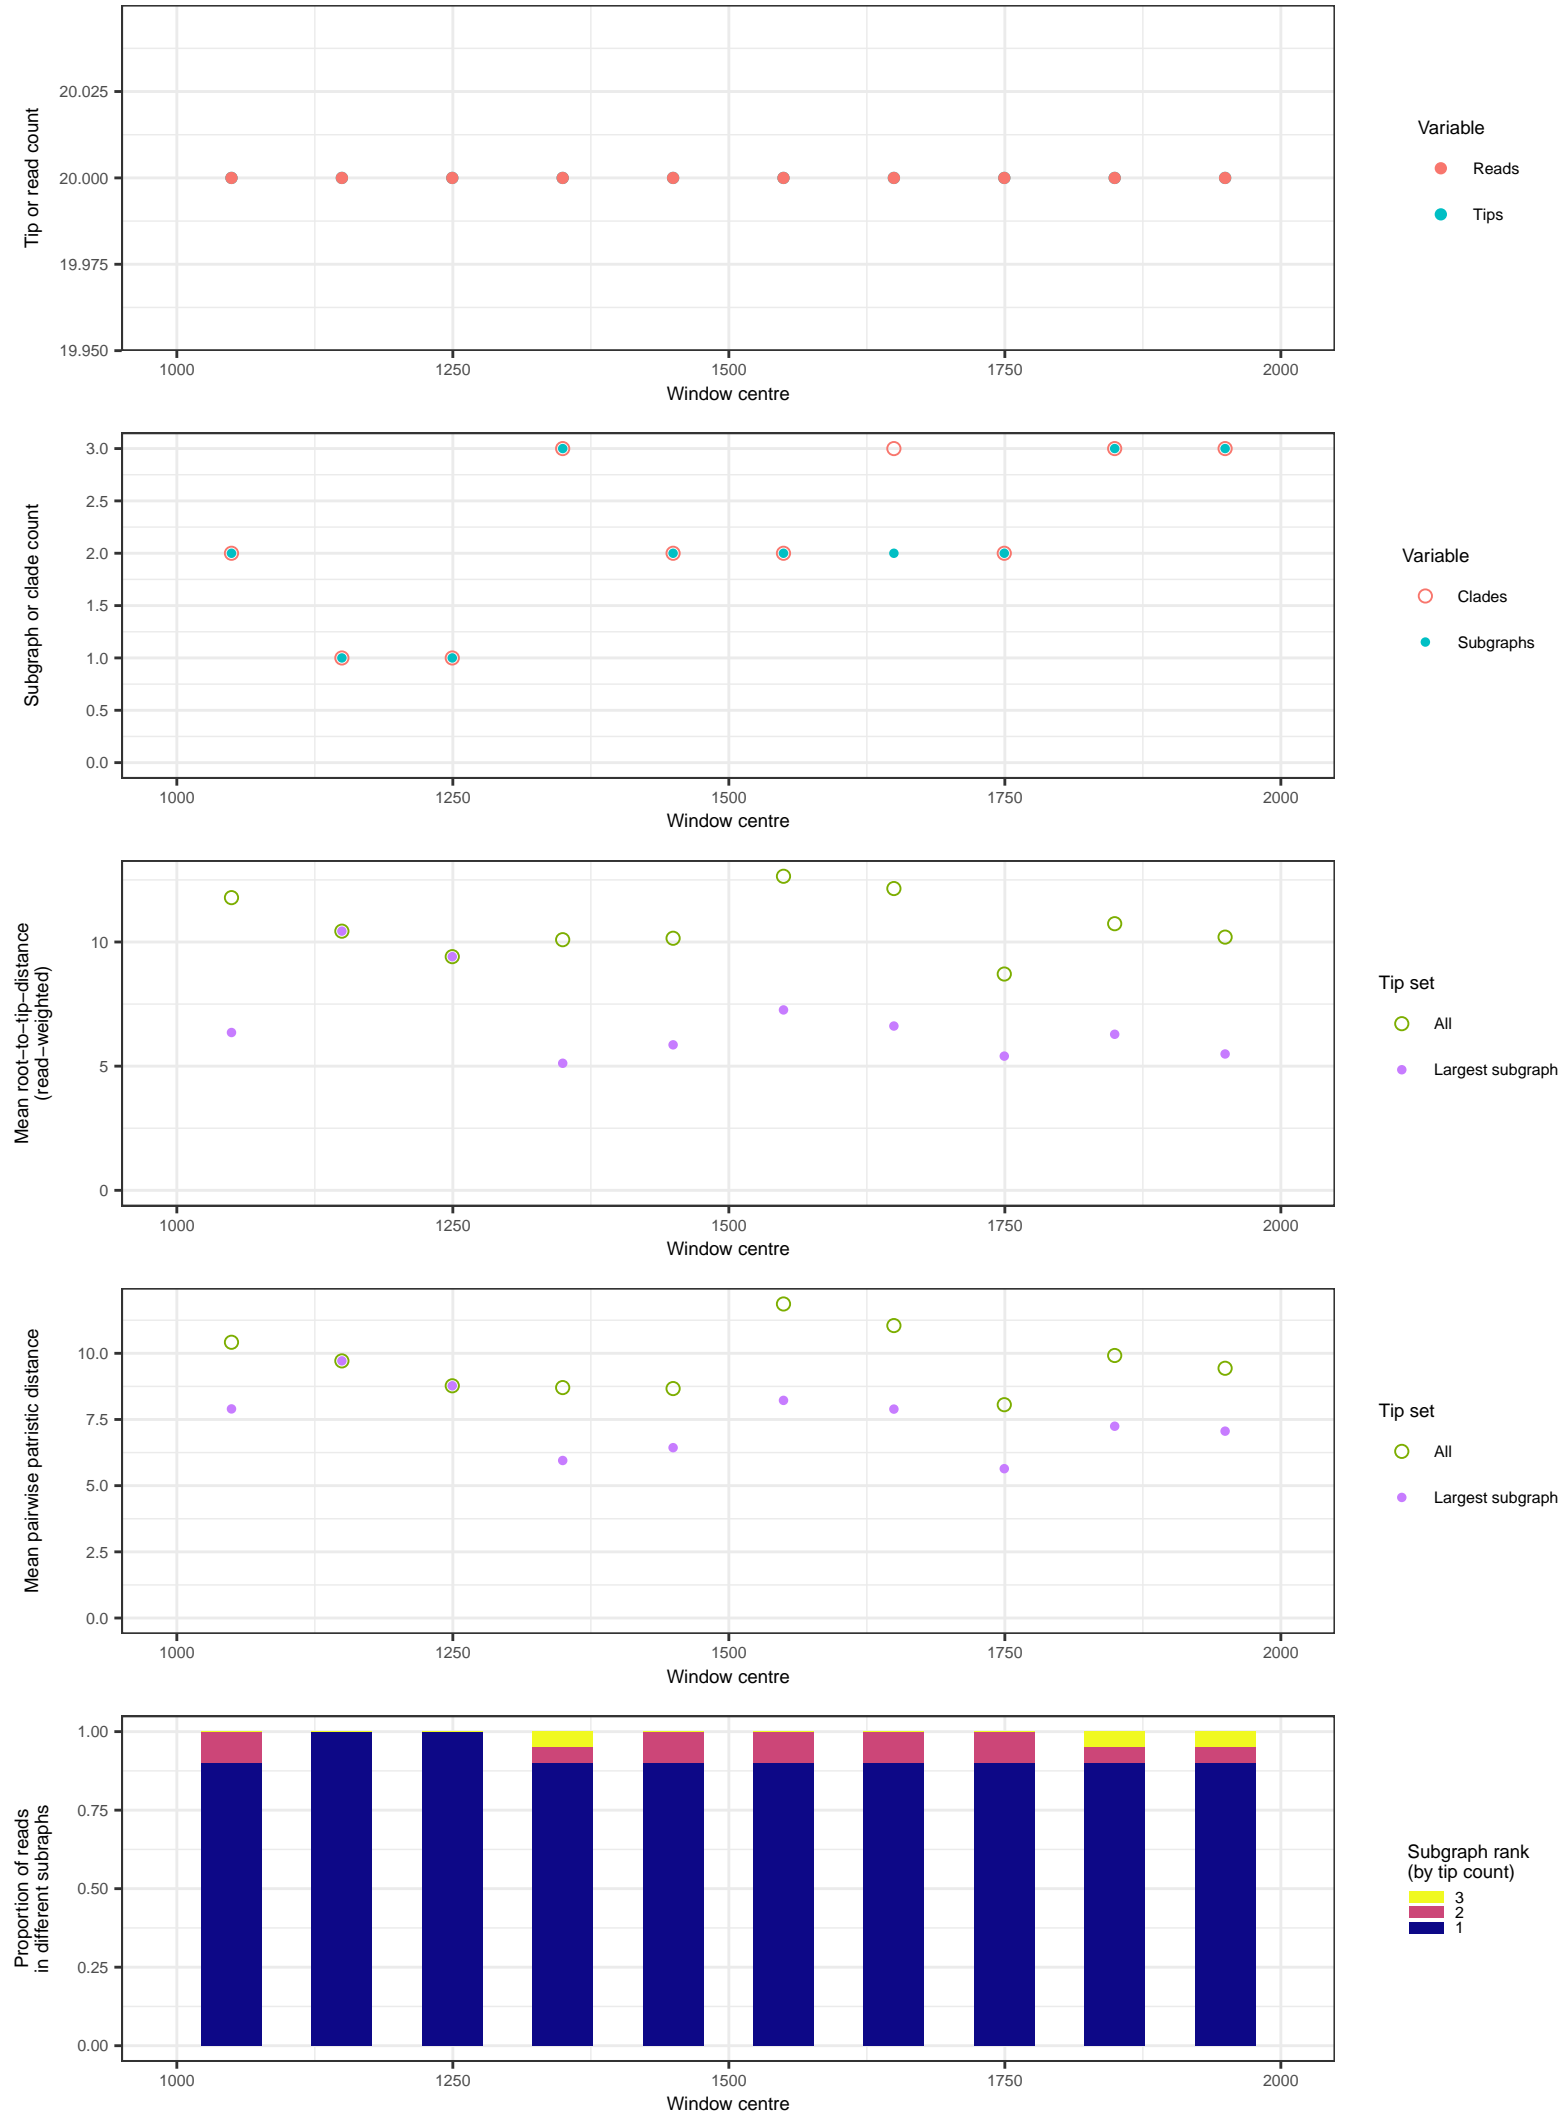 Tip or read count
20.025
20.000
19.975
19.950
1000 1250 1500 1750 2000
Window centre
Variable
Reads
Tips
Subgraph or clade count
3.0
2.5
2.0
1.5
1.0
0.5
0.0
1000 1250 1500 1750 2000
Window centre
Variable
Clades
Subgraphs
Mean root−to−tip−distance
(read−weighted)
10
5
0
1000 1250 1500 1750 2000
Window centre
Tip set
All
Largest subgraph
Mean pairwise patristic distance
10.0
7.5
5.0
2.5
0.0
1000 1250 1500 1750 2000
Window centre
Tip set
All
Largest subgraph
Proportion of reads
in different subraphs
1.00
0.75
0.50
0.25
0.00
1000 1250 1500 1750 2000
Window centre
Subgraph rank
(by tip count)
3
2
1